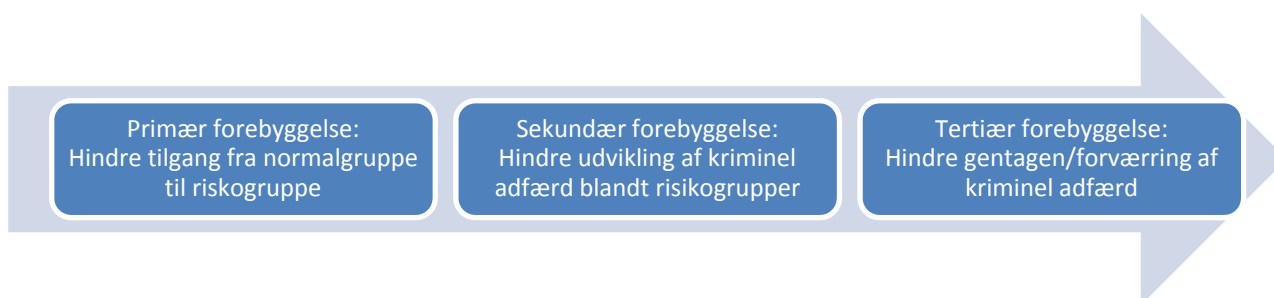 Primær forebyggelse:
Hindre tilgang fra normalgruppe
til riskogruppe
Sekundær forebyggelse:
Hindre udvikling af kriminel
adfærd blandt risikogrupper
Tertiær forebyggelse:
Hindre gentagen/forværring af
kriminel adfærd